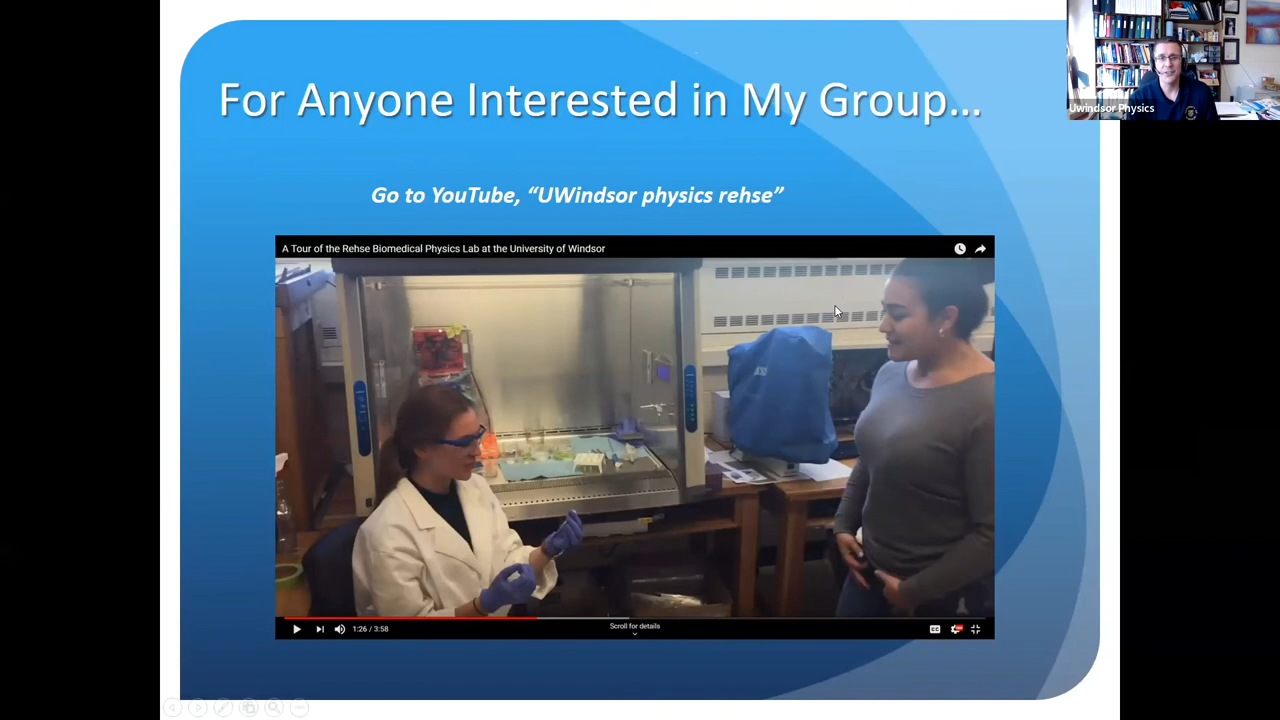 For Anyone Interested in My Group...
Uwindsor Physics
Go to YouTube, “UWindsor physics rehse”
A Tour of the Rehse Biomedical Physics Lab at the University of Windsor
1:26 / 3:58
Scroll for details
CC